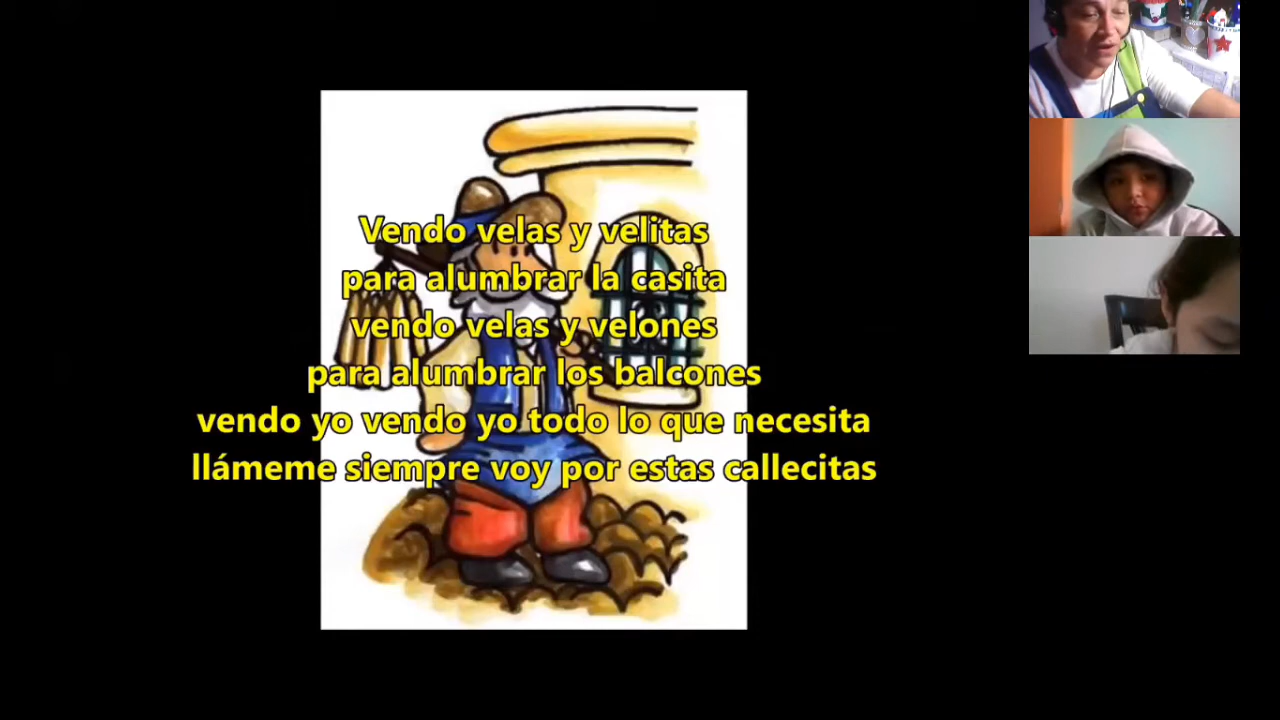 Vendo velas y velitas
para alumbrar la casita
vendo velas y velones
para alumbrar los balcones
vendo yo vendo yo todo lo que necesita
llámeme siempre voy por estas callecitas